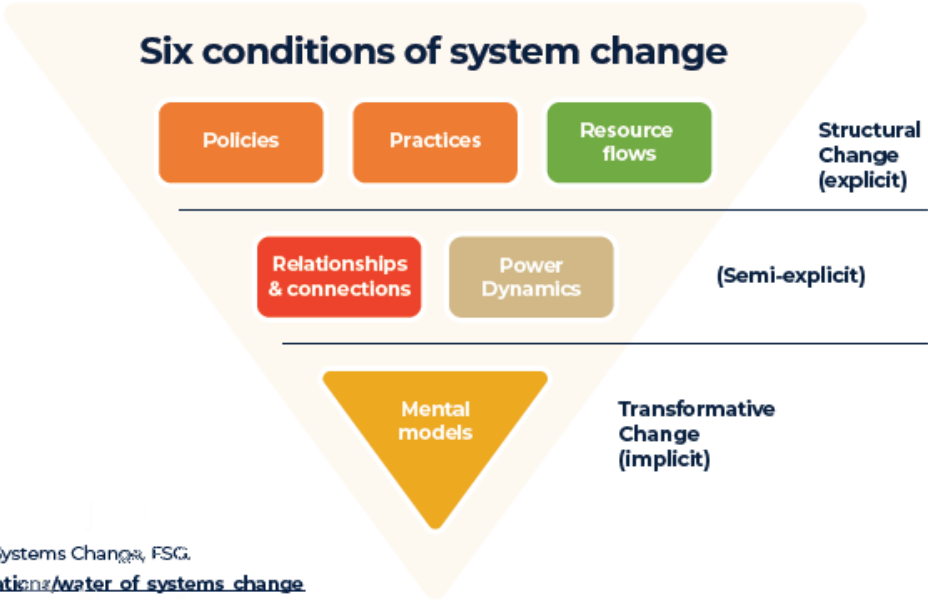 Six conditions of system change
Policies
Practices
Resource
flows
Structural
Change
(explicit)
Relationships
& connections
Power
Dynamics
(Semi-explicit)
Mental
models
Transformative
Change
(implicit)
Systems Change, FSG.
water of systems change